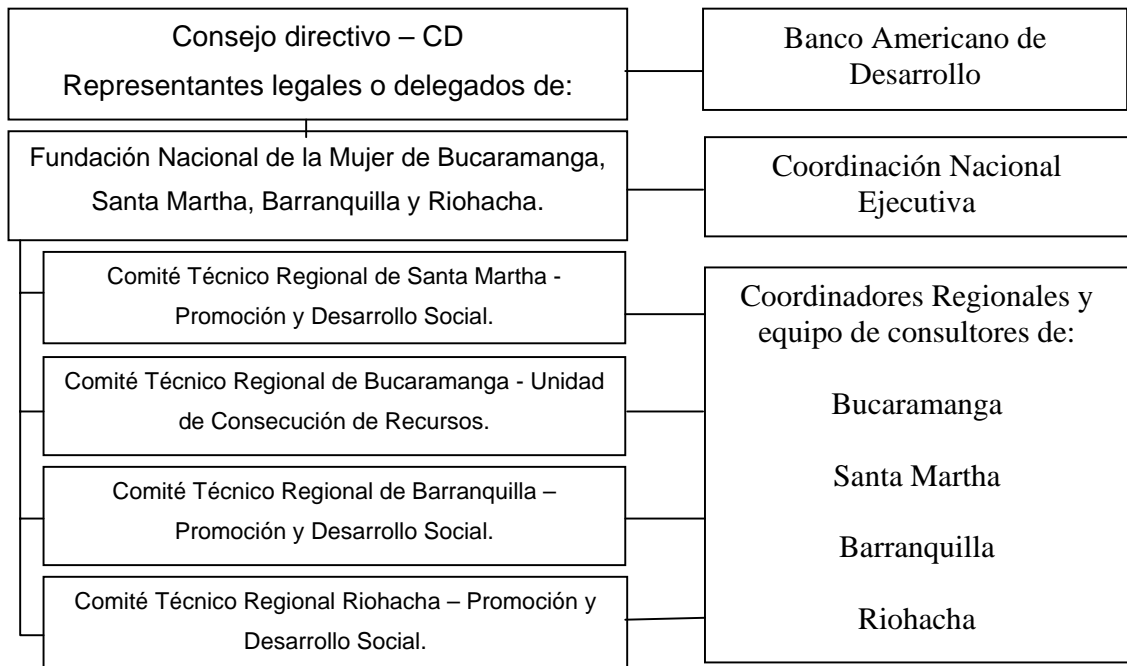 Consejo directivo – CD
Representantes legales o delegados de:
Banco Americano de
Desarrollo
Fundación Nacional de la Mujer de Bucaramanga,
Santa Martha, Barranquilla y Riohacha.
Coordinación Nacional
Ejecutiva
Comité Técnico Regional de Santa Martha -
Promoción y Desarrollo Social.
Comité Técnico Regional de Bucaramanga - Unidad
de Consecución de Recursos.
Comité Técnico Regional de Barranquilla –
Promoción y Desarrollo Social.
Comité Técnico Regional Riohacha – Promoción y
Desarrollo Social.
Coordinadores Regionales y
equipo de consultores de:
Bucaramanga
Santa Martha
Barranquilla
Riohacha